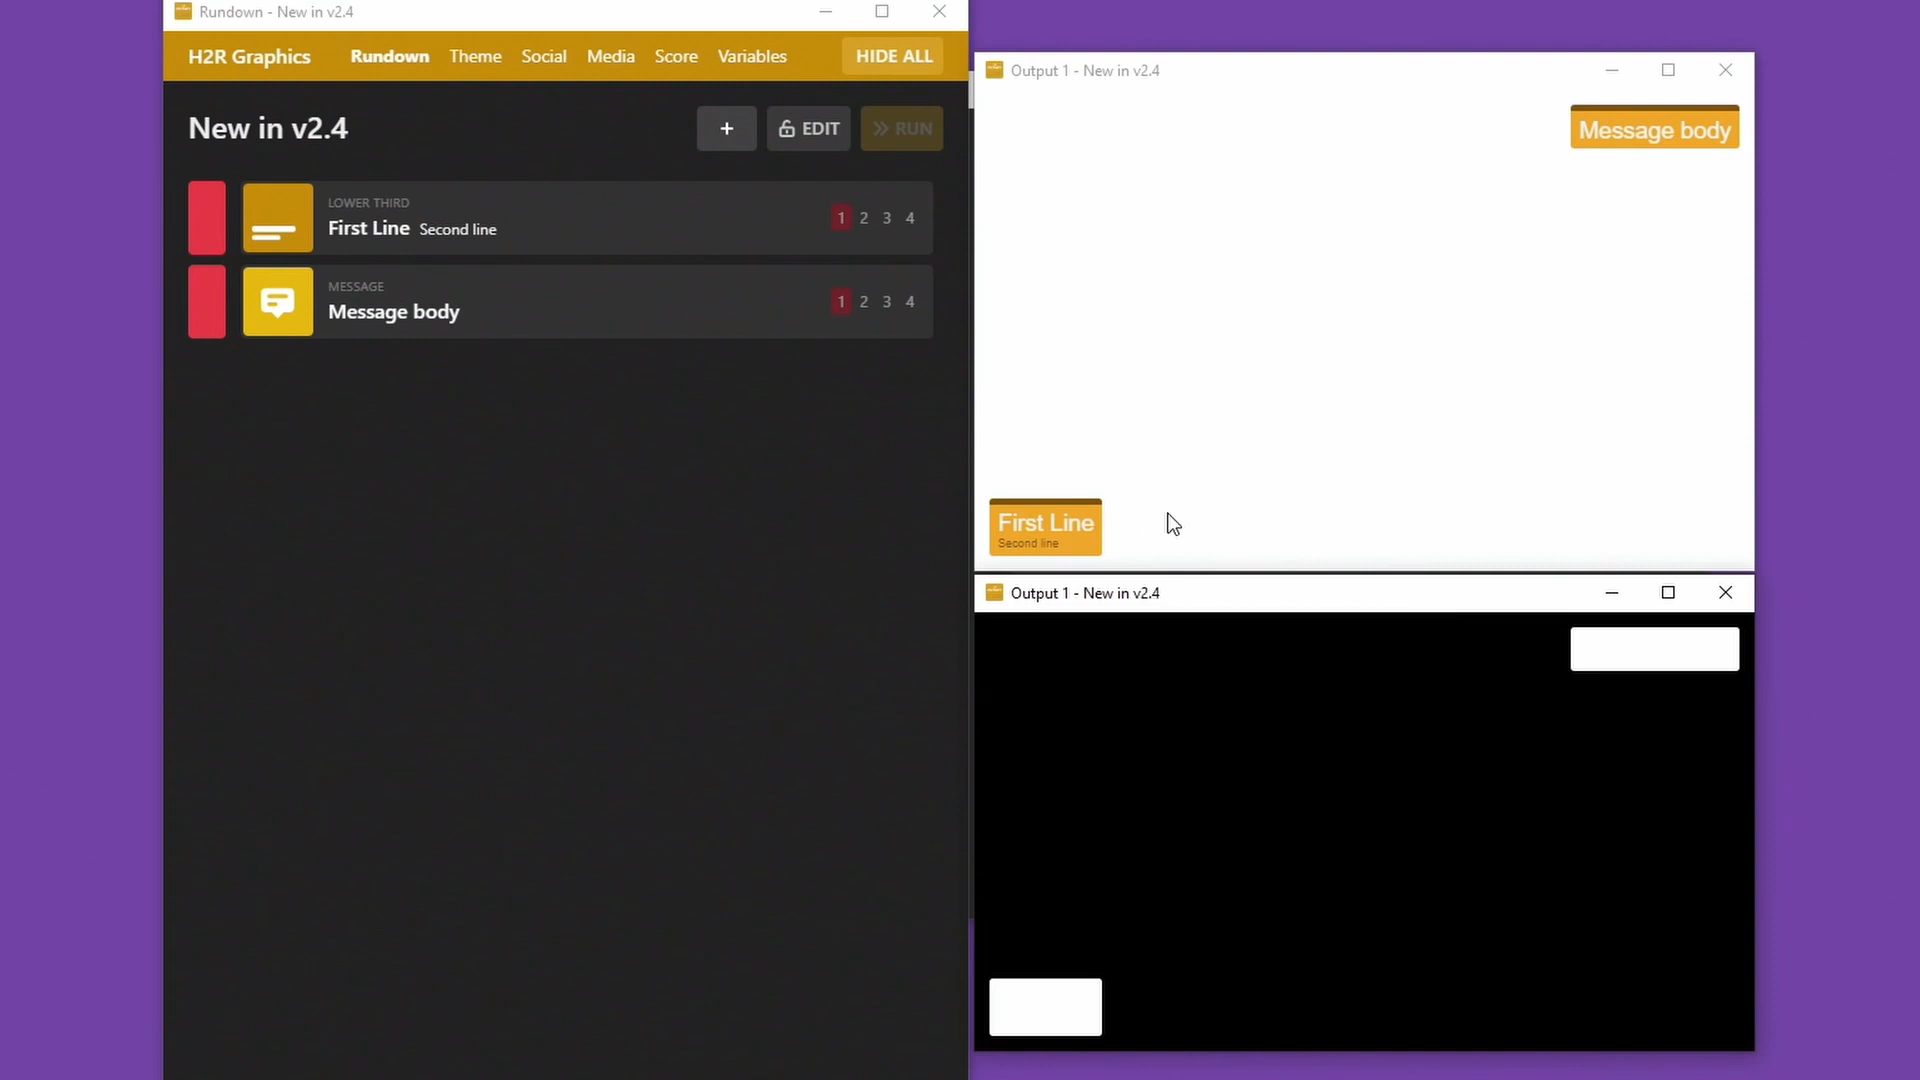 Rundown - New in v2.4
H2R Graphics Rundown Theme Social Media Score Variables HIDE ALL
New in v2.4
+ EDIT RUN
LOWER THIRD
First Line Second line
1 2 3 4
MESSAGE
Message body
1 2 3 4
Output 1 - New in v2.4
Message body
First Line
Second line
Output 1 - New in v2.4